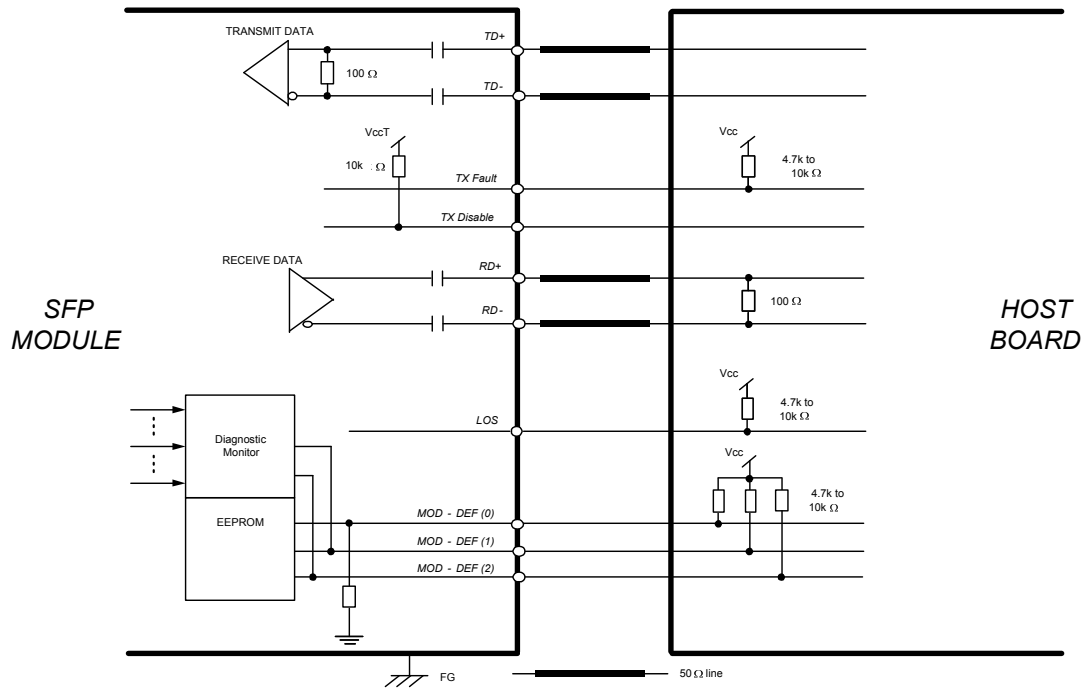 TRANSMIT DATA
TD+
100 Ω
TD-
VccT
10k . Ω
TX Fault
Vcc
4.7k to
10k Ω
TX Disable
RECEIVE DATA
RD+
RD-
100 Ω
SFP
MODULE
HOST
BOARD
Vcc
4.7k to
10k Ω
LOS
Diagnostic
Monitor
Vcc
4.7k to
10k Ω
EEPROM
MOD - DEF (0)
MOD - DEF (1)
MOD - DEF (2)
FG
50 Ω line